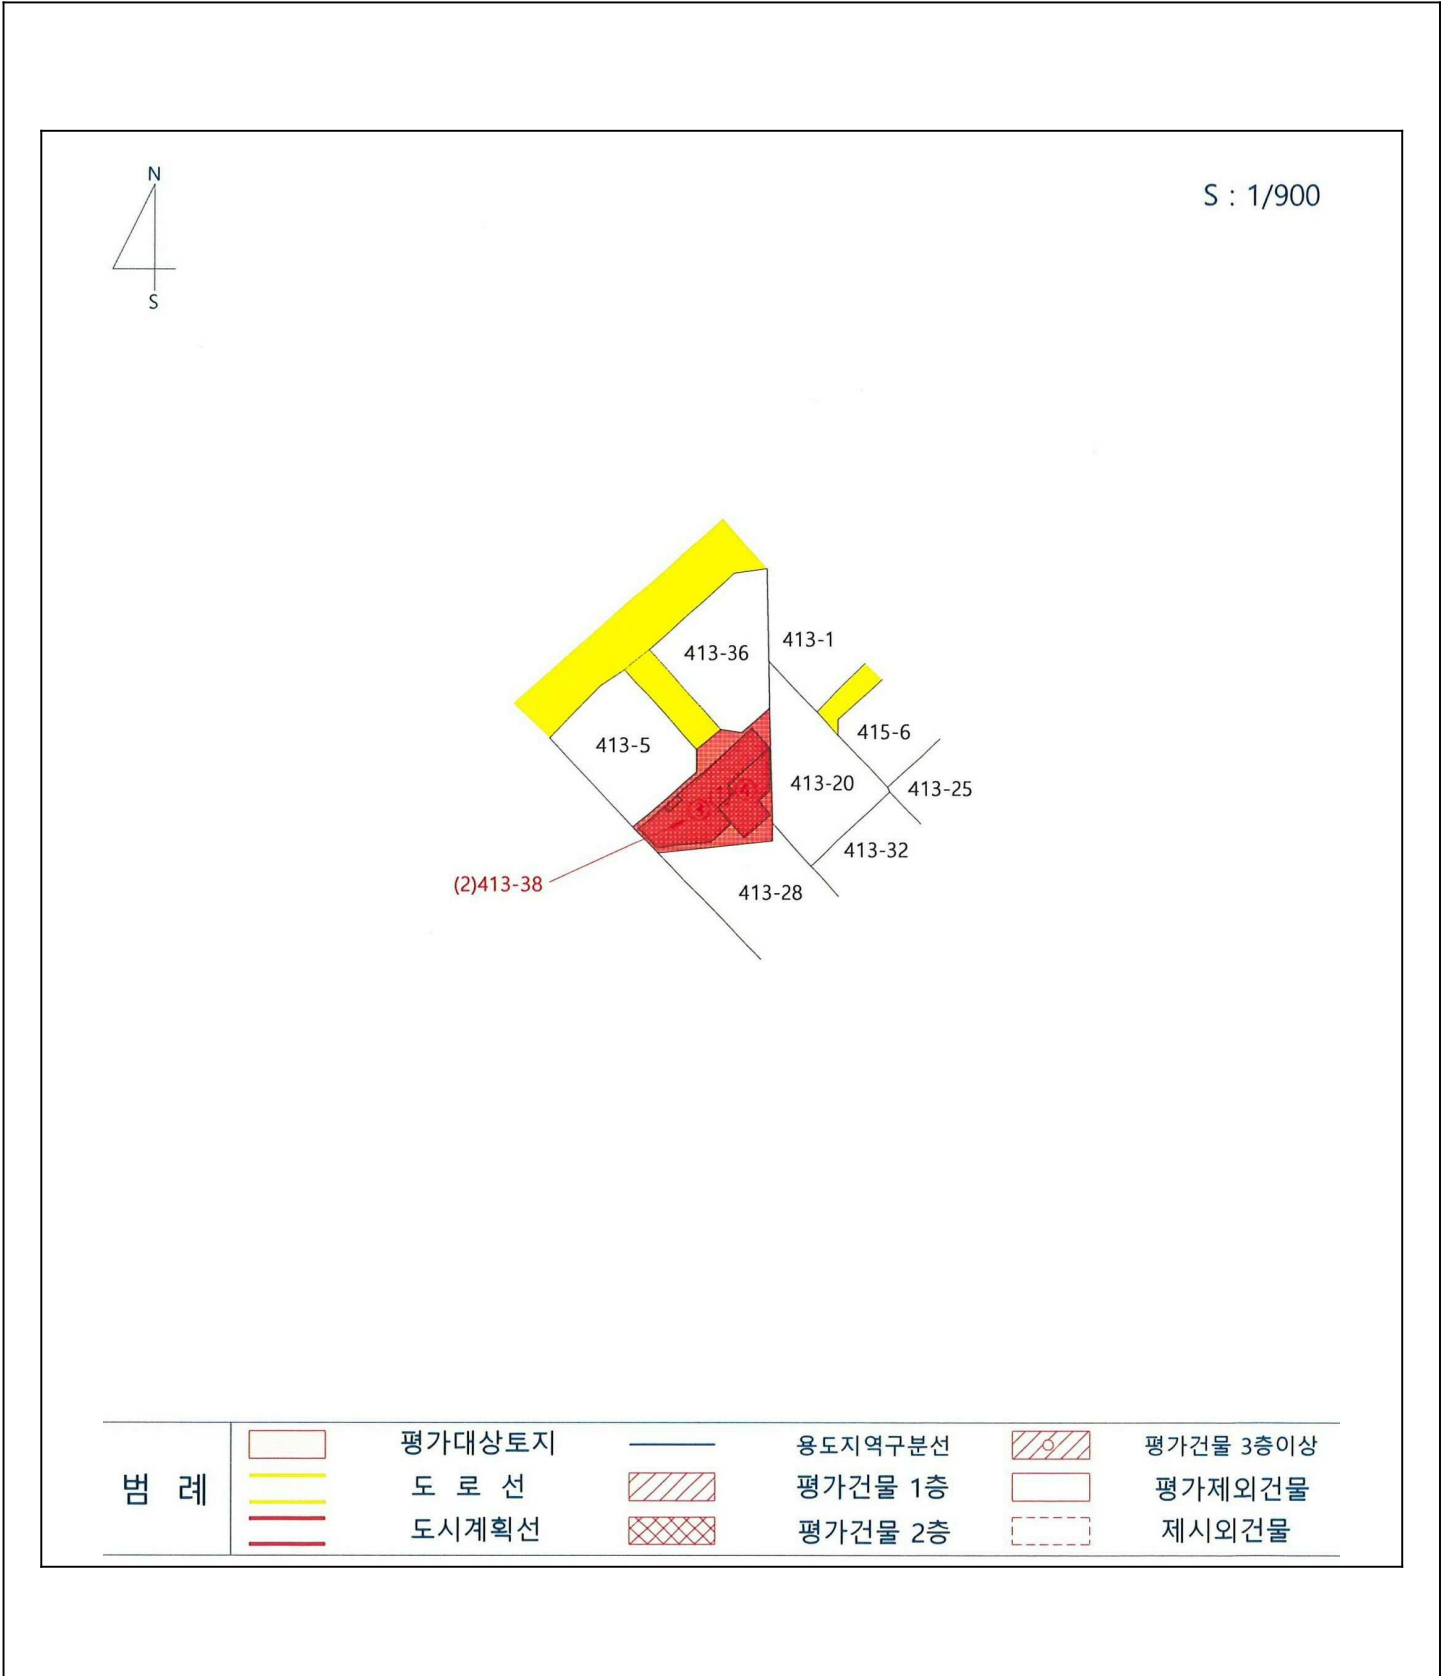 N
S : 1/900
S
413-1
413-36
415-6
413-5
413-20
413-25
413-32
(2)413-38
413-28
범 례
평가대상토지
용도지역구분선
평가건물 3층이상
도 로 선
평가건물 1층
평가제외건물
도시계획선
평가건물 2층
제시외건물